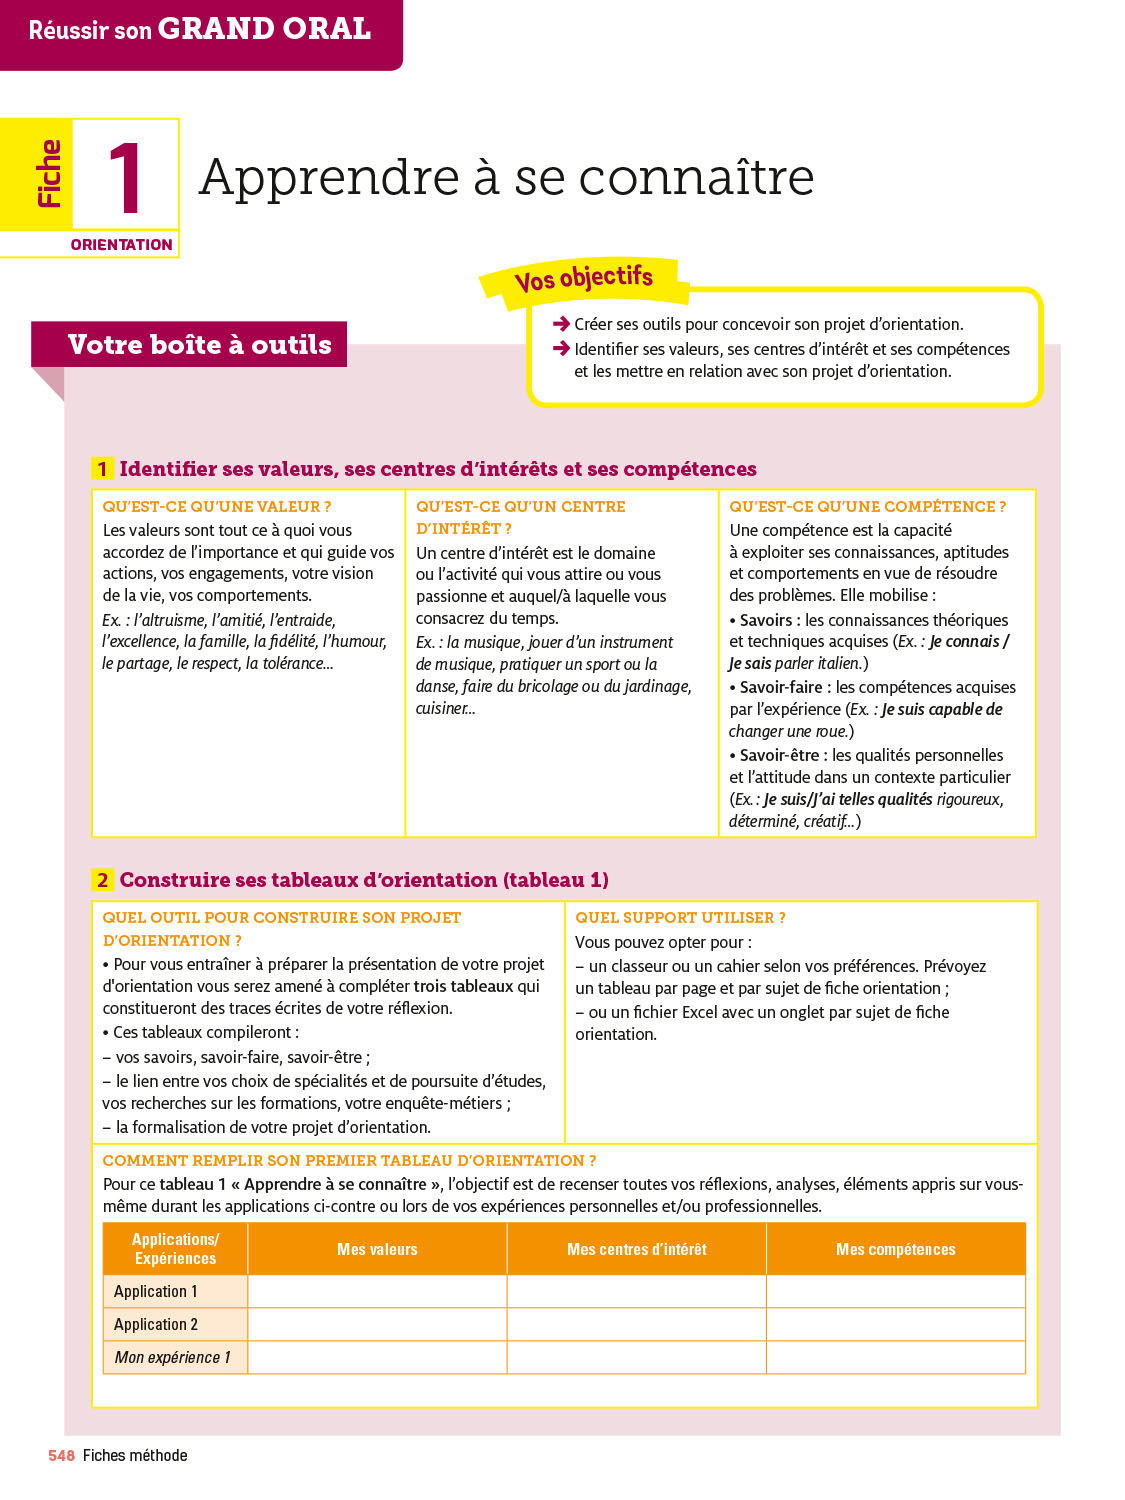 Réussir son GRAND ORAL
Fiche
1
ORIENTATION
Apprendre à se connaître
Vos objectifs
➔ Créer ses outils pour concevoir son projet d’orientation.
➔ Identifier ses valeurs, ses centres d’intérêt et ses compétences
et les mettre en relation avec son projet d’orientation.
Votre boîte à outils
1 Identifier ses valeurs, ses centres d’intérêts et ses compétences
QU’EST-CE QU’UNE VALEUR ?
Les valeurs sont tout ce à quoi vous
accordez de l’importance et qui guide vos
actions, vos engagements, votre vision
de la vie, vos comportements.
Ex. : l’altruisme, l’amitié, l’entraide,
l’excellence, la famille, la fidélité, l’humour,
le partage, le respect, la tolérance…
QU’EST-CE QU’UN CENTRE
D’INTÉRÊT ?
Un centre d’intérêt est le domaine
ou l’activité qui vous attire ou vous
passionne et auquel/à laquelle vous
consacrez du temps.
Ex. : la musique, jouer d’un instrument
de musique, pratiquer un sport ou la
danse, faire du bricolage ou du jardinage,
cuisiner…
QU’EST-CE QU’UNE COMPÉTENCE ?
Une compétence est la capacité
à exploiter ses connaissances, aptitudes
et comportements en vue de résoudre
des problèmes. Elle mobilise :
• Savoirs : les connaissances théoriques
et techniques acquises (Ex. : Je connais /
Je sais parler italien.)
• Savoir-faire : les compétences acquises
par l’expérience (Ex. : Je suis capable de
changer une roue.)
• Savoir-être : les qualités personnelles
et l’attitude dans un contexte particulier
(Ex. : Je suis/J’ai telles qualités rigoureux,
déterminé, créatif…)
2 Construire ses tableaux d’orientation (tableau 1)
QUEL OUTIL POUR CONSTRUIRE SON PROJET
D’ORIENTATION ?
• Pour vous entraîner à préparer la présentation de votre projet
d'orientation vous serez amené à compléter trois tableaux qui
constitueront des traces écrites de votre réflexion.
• Ces tableaux compileront :
– vos savoirs, savoir-faire, savoir-être ;
– le lien entre vos choix de spécialités et de poursuite d’études,
vos recherches sur les formations, votre enquête-métiers ;
– la formalisation de votre projet d’orientation.
QUEL SUPPORT UTILISER ?
Vous pouvez opter pour :
– un classeur ou un cahier selon vos préférences. Prévoyez
un tableau par page et par sujet de fiche orientation ;
– ou un fichier Excel avec un onglet par sujet de fiche
orientation.
COMMENT REMPLIR SON PREMIER TABLEAU D’ORIENTATION ?
Pour ce tableau 1 « Apprendre à se connaître », l’objectif est de recenser toutes vos réflexions, analyses, éléments appris sur vous-
même durant les applications ci-contre ou lors de vos expériences personnelles et/ou professionnelles.
Applications/
Expériences
Mes valeurs
Mes centres d’intérêt
Mes compétences
Application 1
Application 2
Mon expérience 1
548 Fiches méthode